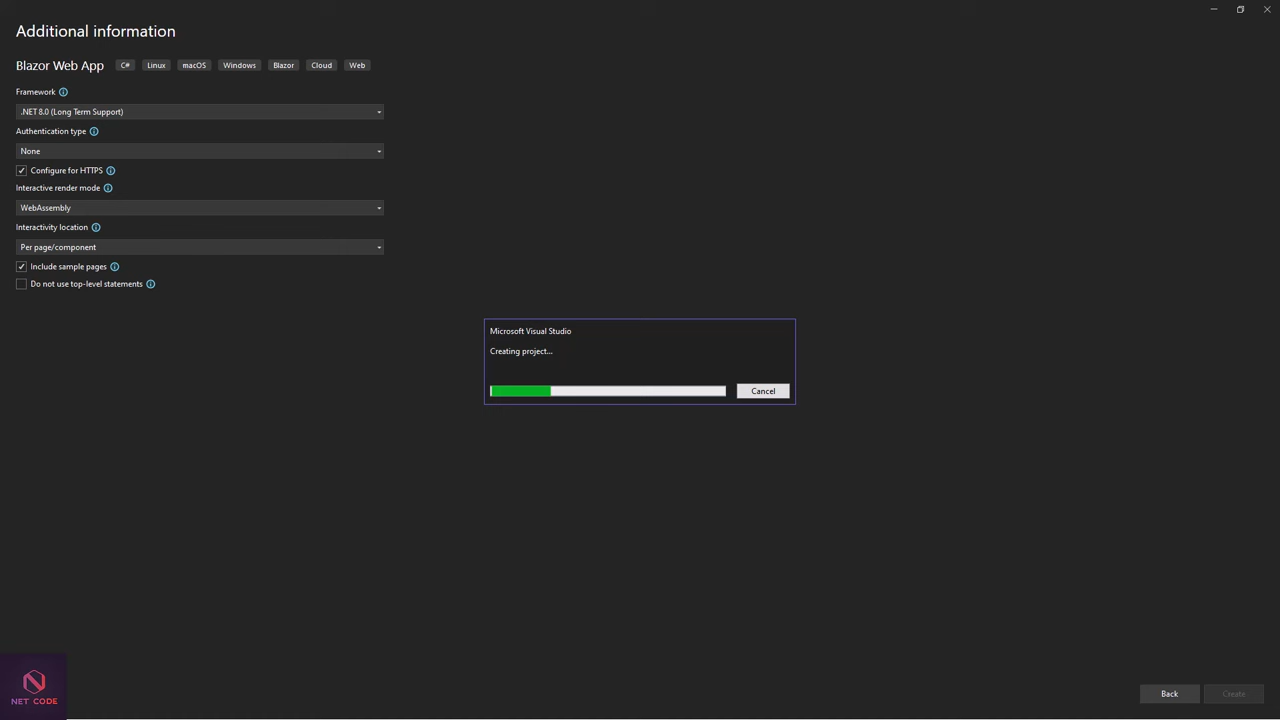 Additional information
Blazor Web App C# Linux macOS Windows Blazor Cloud Web
Framework
.NET 8.0 (Long Term Support)
Authentication type
None
Configure for HTTPS
Interactive render mode
WebAssembly
Interactivity location
Per page/component
Include sample pages
Do not use top-level statements
Microsoft Visual Studio
Creating project...
Cancel
NET CODE
Back Create